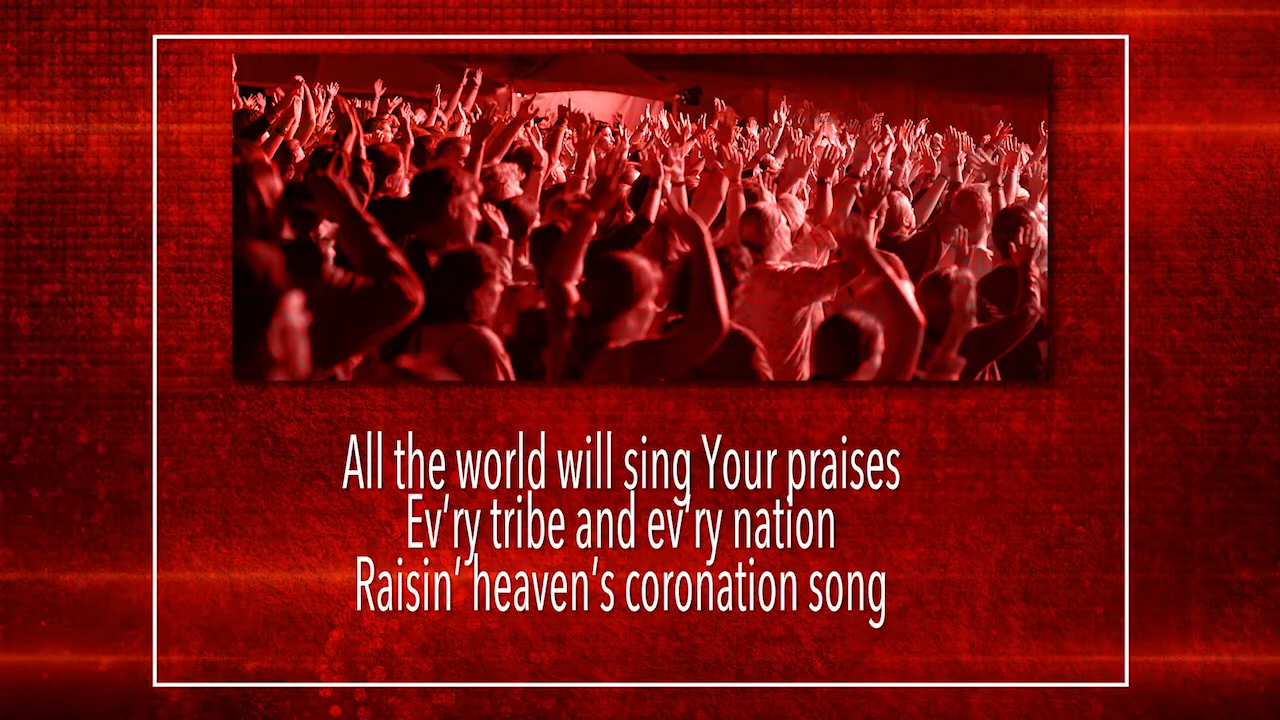 All the world will sing Your praises
Ev’ry tribe and ev’ry nation
Raisin’ heaven’s coronation song